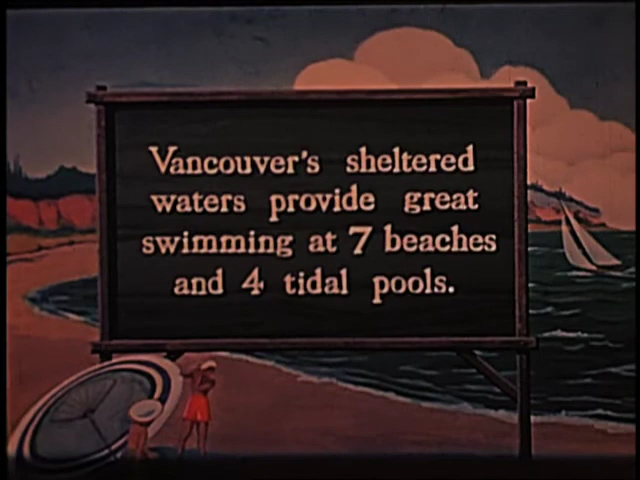 Vancouver's sheltered
waters provide great
swimming at 7 beaches
and 4 tidal pools.